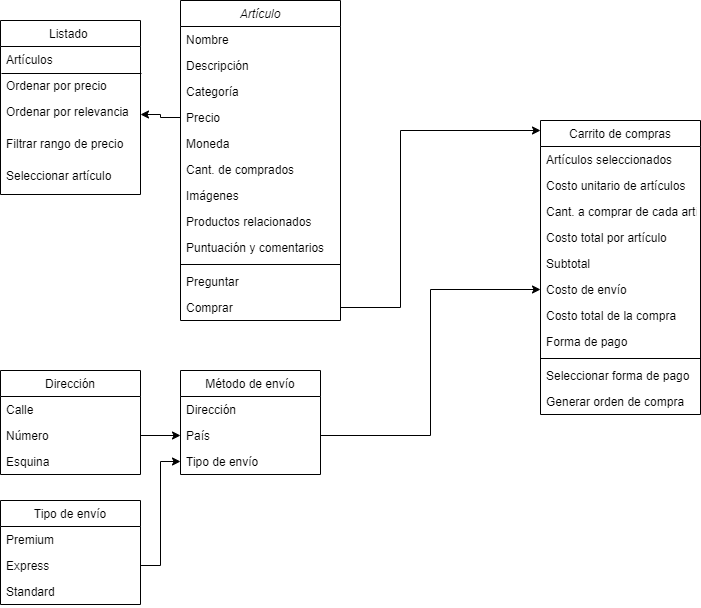 Listado
Artículos
Ordenar por precio
Ordenar por relevancia
Filtrar rango de precio
Seleccionar artículo
Artículo
Nombre
Descripción
Categoría
Precio
Moneda
Cant. de comprados
Imágenes
Productos relacionados
Puntuación y comentarios
Preguntar
Comprar
Carrito de compras
Artículos seleccionados
Costo unitario de artículos
Cant. a comprar de cada art
Costo total por artículo
Subtotal
Costo de envío
Costo total de la compra
Forma de pago
Seleccionar forma de pago
Generar orden de compra
Dirección
Calle
Número
Esquina
Método de envío
Dirección
País
Tipo de envío
Tipo de envío
Premium
Express
Standard